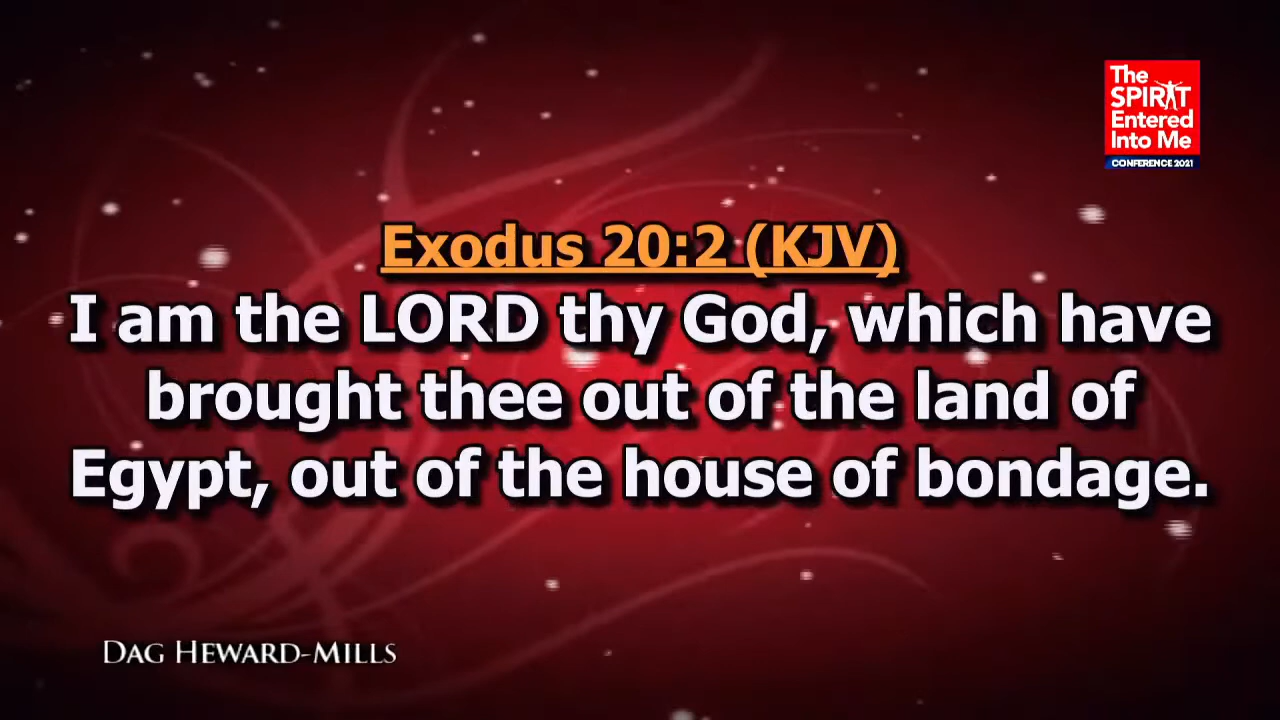 The
SPIRIT
Entered
Into Me
CONFERENCE 2021
Exodus 20:2 (KJV)
I am the LORD thy God, which have
brought thee out of the land of
Egypt, out of the house of bondage.
DAG HEWARD-MILLS